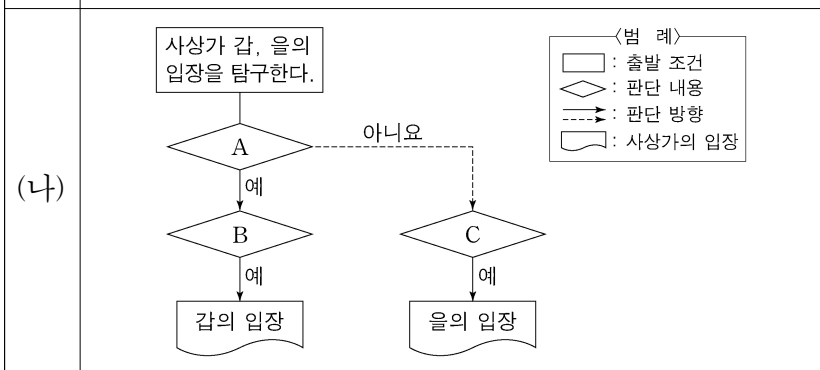 사상가 갑, 을의
입장을 탐구한다.
〈범 례〉
: 출발 조건
: 판단 내용
: 판단 방향
: 사상가의 입장
A
아니요
예
(나)
B
C
예
예
갑의 입장
을의 입장